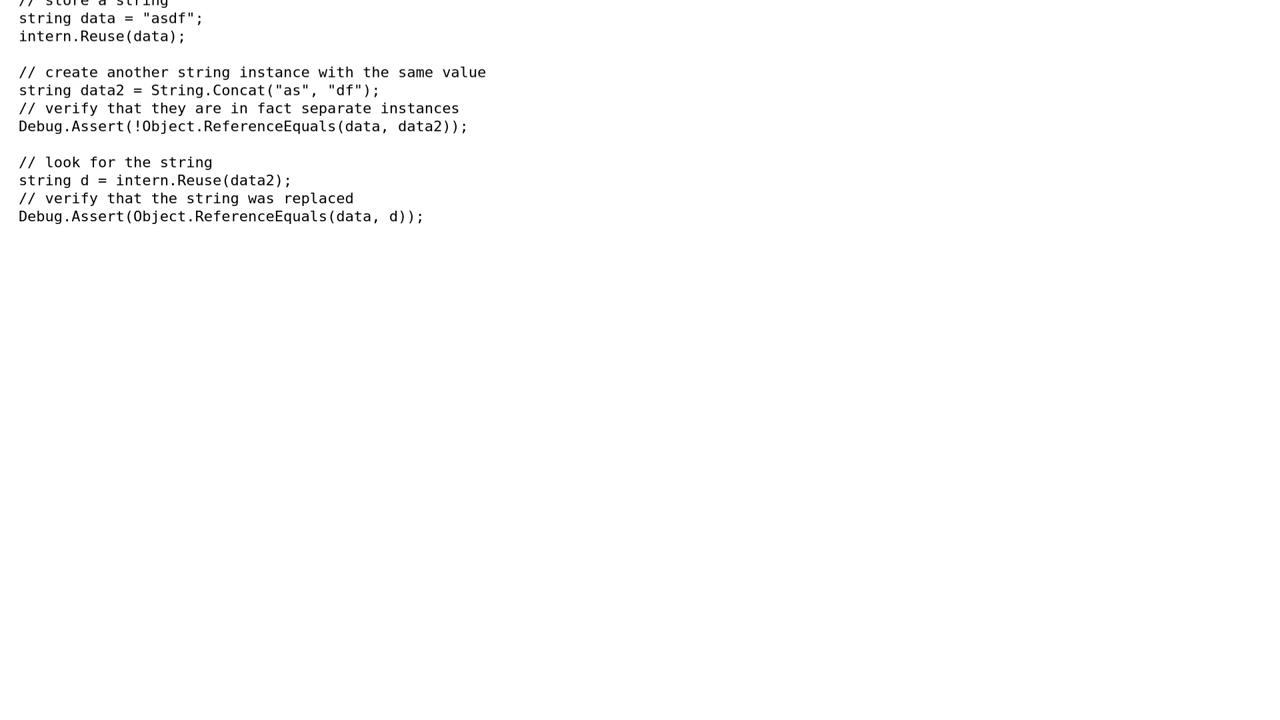 // store a string
string data = "asdf";
intern.Reuse(data);

// create another string instance with the same value
string data2 = String.Concat("as", "df");
// verify that they are in fact separate instances
Debug.Assert(!Object.ReferenceEquals(data, data2));

// look for the string
string d = intern.Reuse(data2);
// verify that the string was replaced
Debug.Assert(Object.ReferenceEquals(data, d));